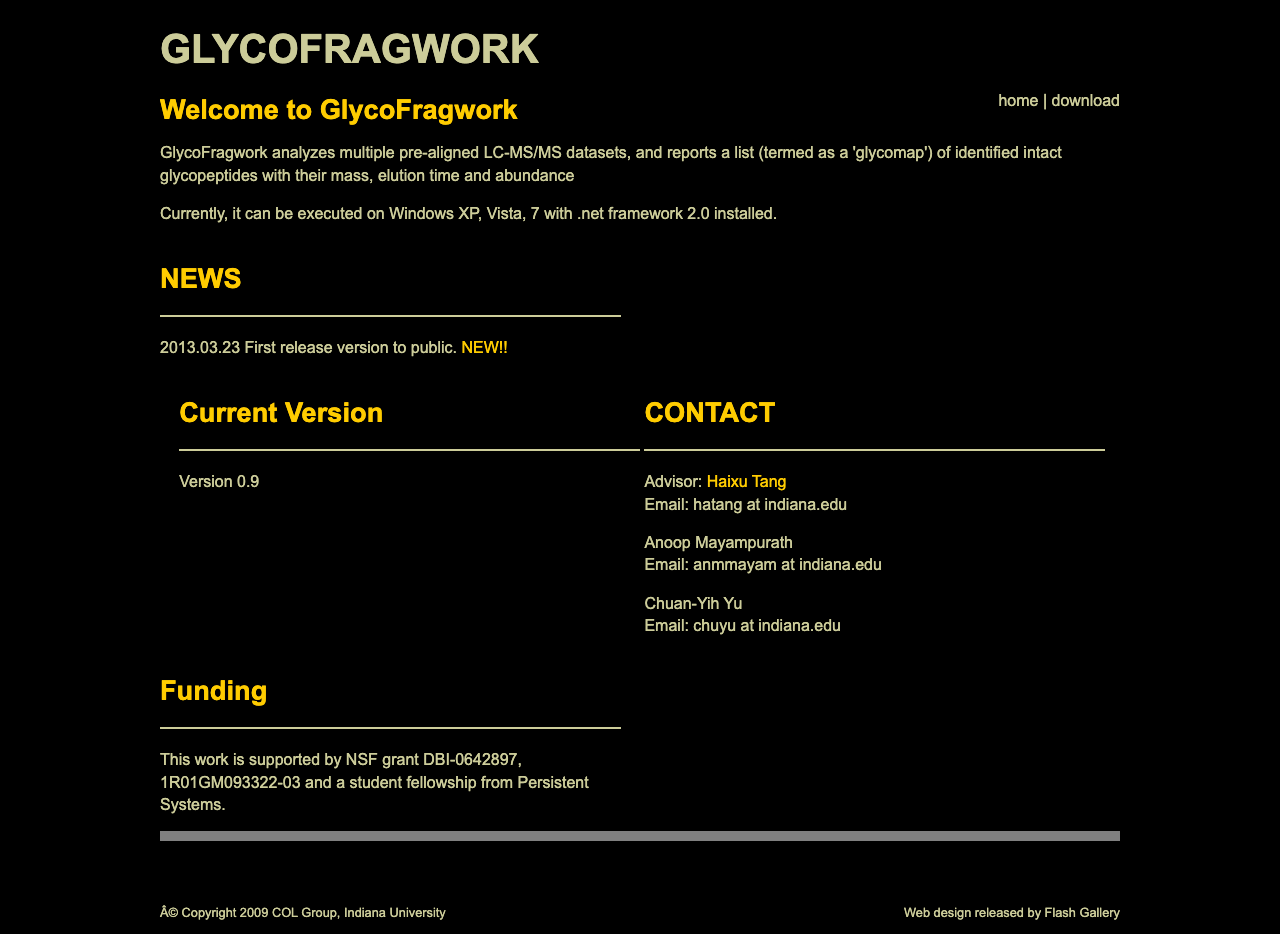 GLYCOFRAGWORK
home | download
Welcome to GlycoFragwork
GlycoFragwork analyzes multiple pre-aligned LC-MS/MS datasets, and reports a list (termed as a 'glycomap') of identified intact
glycopeptides with their mass, elution time and abundance
Currently, it can be executed on Windows XP, Vista, 7 with .net framework 2.0 installed.
NEWS
2013.03.23 First release version to public. NEW!!
Current Version
Version 0.9
CONTACT
Advisor: Haixu Tang
Email: hatang at indiana.edu
Anoop Mayampurath
Email: anmmayam at indiana.edu
Chuan-Yih Yu
Email: chuyu at indiana.edu
Funding
This work is supported by NSF grant DBI-0642897,
1R01GM093322-03 and a student fellowship from Persistent
Systems.
Â© Copyright 2009 COL Group, Indiana University
Web design released by Flash Gallery